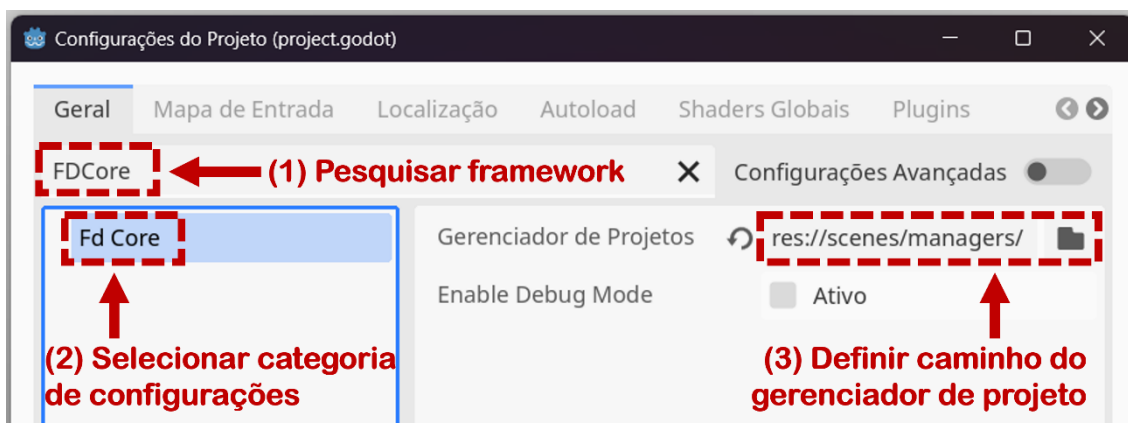 Configurações do Projeto (project.godot)
Geral Mapa de Entrada Localização Autoload Shaders Globais Plugins
FDCore (1) Pesquisar framework Configurações Avançadas
Fd Core Gerenciador de Projetos res://scenes/managers/
Enable Debug Mode Ativo
(2) Selecionar categoria
de configurações
(3) Definir caminho do
gerenciador de projeto